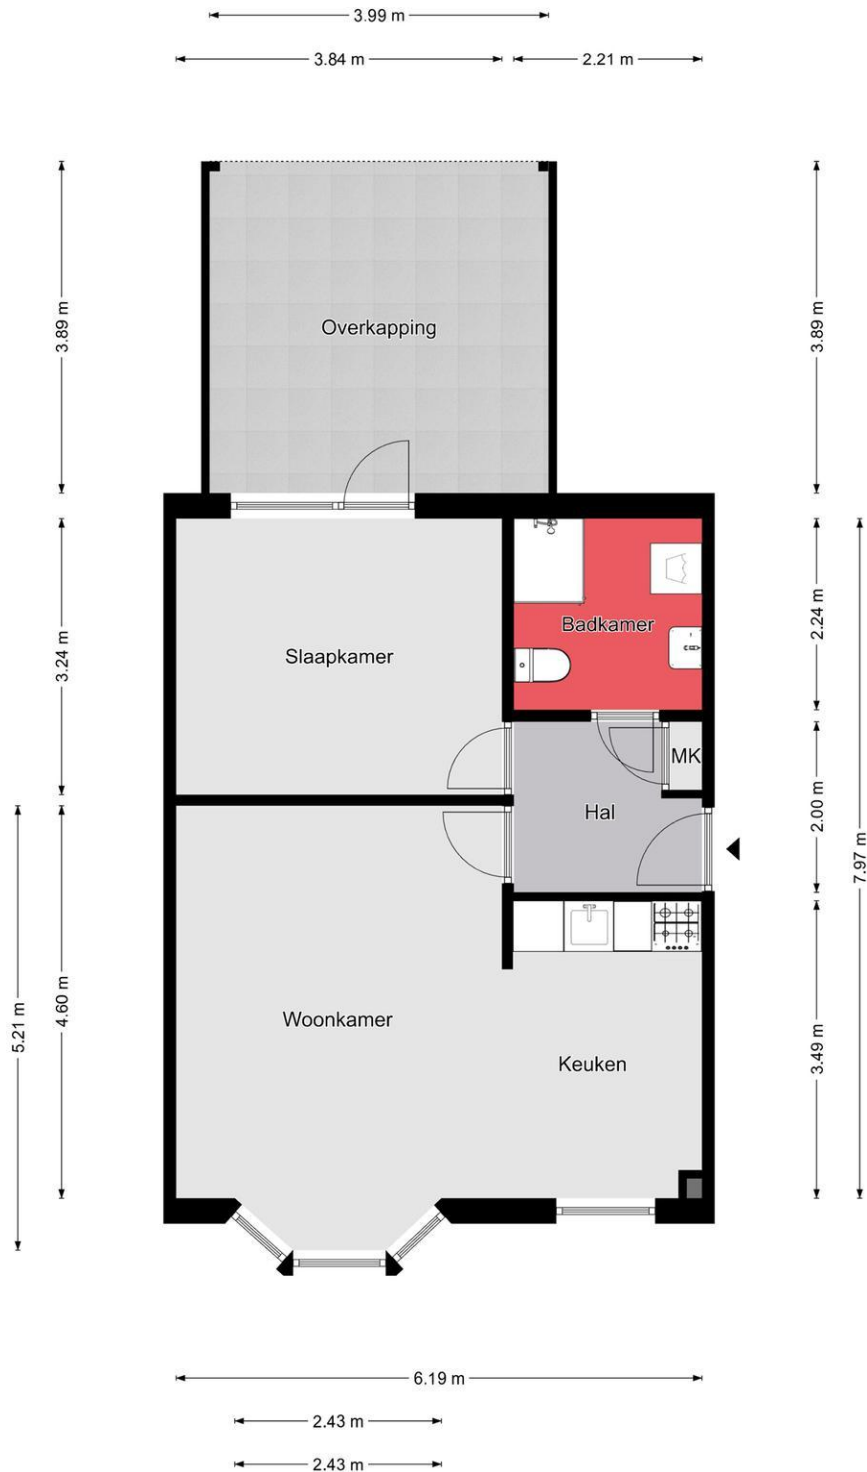 3.99 m
3.84 m
2.21 m
3.89 m
3.89 m
Overkapping
3.24 m
2.24 m
Badkamer
Slaapkamer
MK
Hal
2.00 m
7.97 m
5.21 m
4.60 m
Woonkamer
Keuken
3.49 m
6.19 m
2.43 m
2.43 m